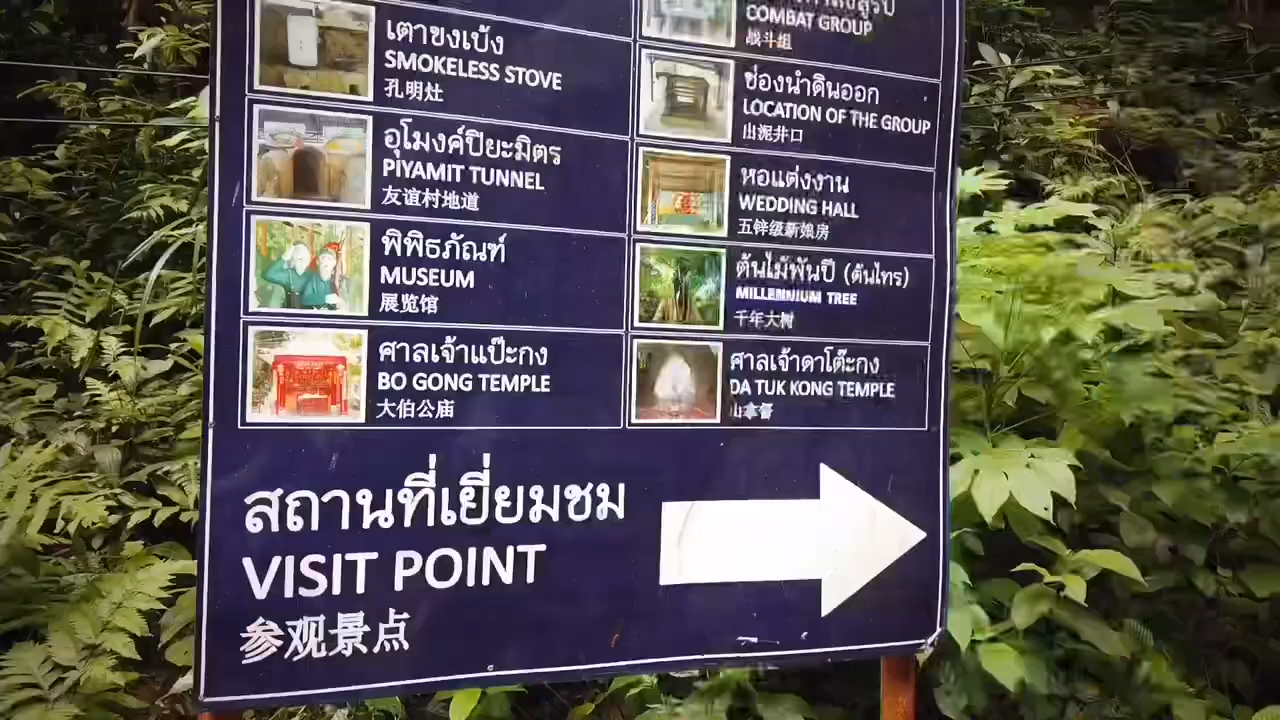 เตาขงเบ้ง
SMOKELESS STOVE
孔明灶
อุโมงค์ปิยะมิตร
PIYAMIT TUNNEL
友谊村地道
พิพิธภัณฑ์
MUSEUM
展览馆
ศาลเจ้าแป๊ะกง
BO GONG TEMPLE
大伯公庙
COMBAT GROUP
战斗组
ช่องนำดินออก
LOCATION OF THE GROUP
出泥井口
หอแต่งงาน
WEDDING HALL
五锌级新娘房
ต้นไม้พันปี (ต้นไทร)
MILLENNIUM TREE
千年大树
ศาลเจ้าดาโต๊ะกง
DA TUK KONG TEMPLE
山拿督
สถานที่เยี่ยมชม
VISIT POINT
参观景点